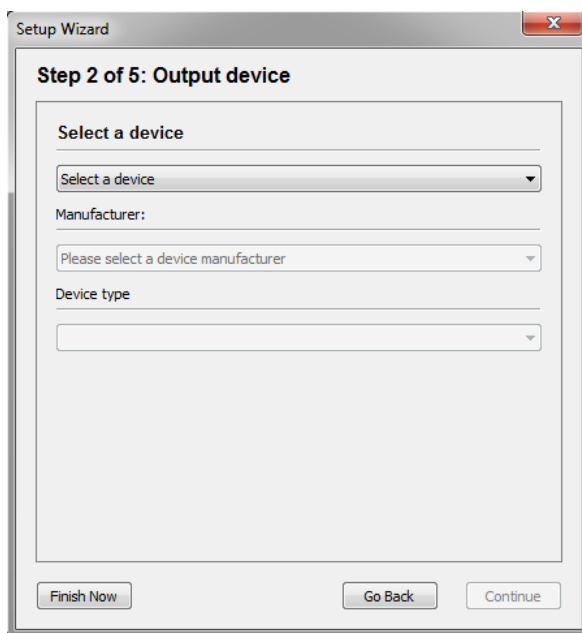 Setup Wizard
Step 2 of 5: Output device
Select a device
Select a device
Manufacturer:
Please select a device manufacturer
Device type
Finish Now Go Back Continue